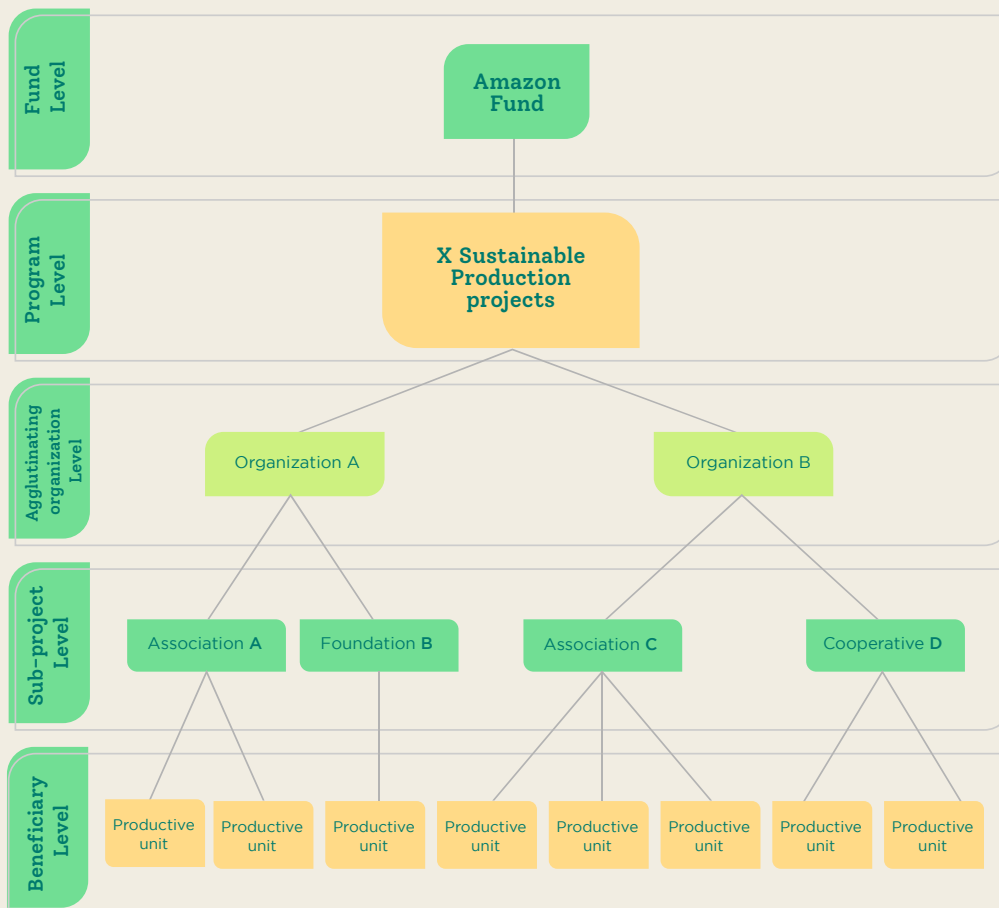 Fund
Level
Amazon
Fund
Program
Level
X Sustainable
Production
projects
Agglutinating
organization
Level
Organization A
Organization B
Sub-project
Level
Association A
Foundation B
Association C
Cooperative D
Beneficiary
Level
Productive
unit
Productive
unit
Productive
unit
Productive
unit
Productive
unit
Productive
unit
Productive
unit
Productive
unit